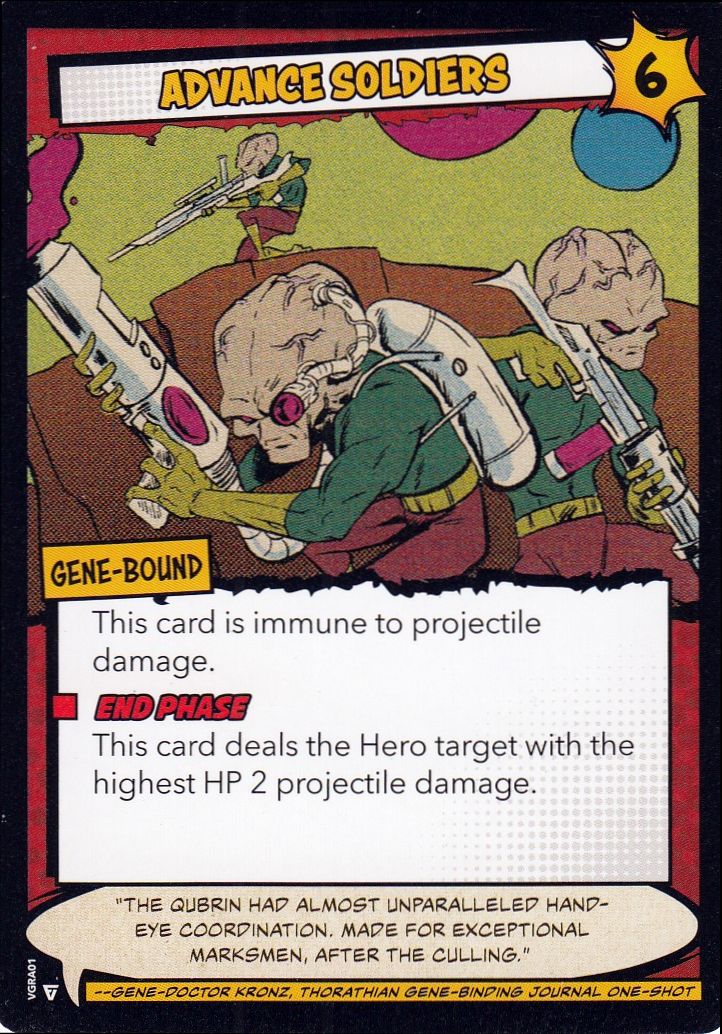 ADVANCE SOLDIERS
6
GENE-BOUND
This card is immune to projectile
damage.
END PHASE
This card deals the Hero target with the
highest HP 2 projectile damage.
"THE QUBRIN HAD ALMOST UNPARALLELED HAND-
EYE COORDINATION. MADE FOR EXCEPTIONAL
MARKSMEN, AFTER THE CULLING."
--GENE-DOCTOR KRONZ, THORATHIAN GENE-BINDING JOURNAL ONE-SHOT
VGRA01